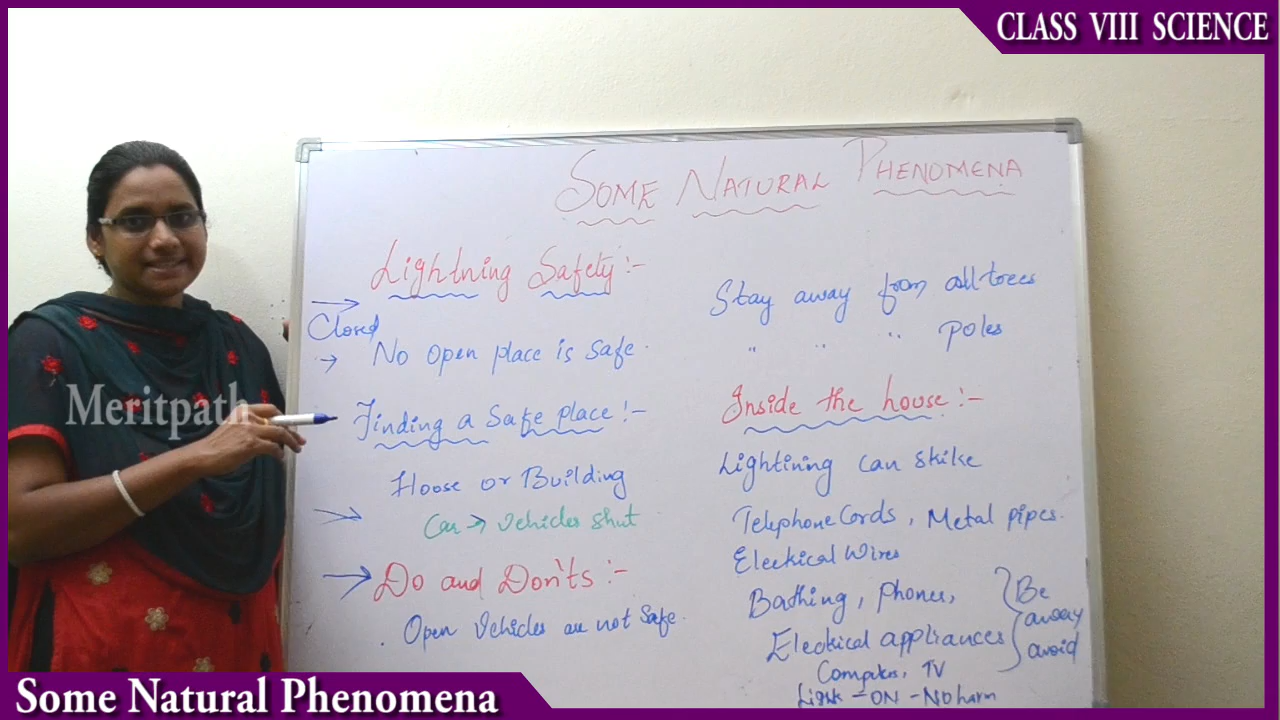 CLASS VIII SCIENCE
SOME NATURAL PHENOMENA
Lightning Safety :-
Closed
No Open place is safe.
Finding a Safe place :-
House or Building
Car → Vehicles shut
Do and Don'ts :-
Open Vehicles are not Safe.
Stay away from all trees
" " " poles
Inside the house :-
Lightining can strike
Telephone Cords, Metal pipes.
Electrical Wires
Bathing, phones,
Electrical appliances
Computers, TV
Light - ON - No harm
Be
away
avoid
Meritpath
Some Natural Phenomena